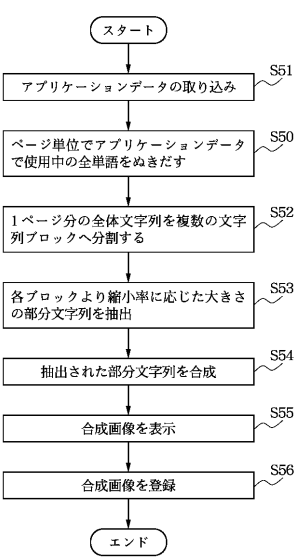 スタート
S51
アプリケーションデータの取り込み
S50
ページ単位でアプリケーションデータ
で使用中の全単語をぬきだす
S52
1ページ分の全体文字列を複数の文字
列ブロックへ分割する
S53
各ブロックより縮小率に応じた大きさ
の部分文字列を抽出
S54
抽出された部分文字列を合成
S55
合成画像を表示
S56
合成画像を登録
エンド